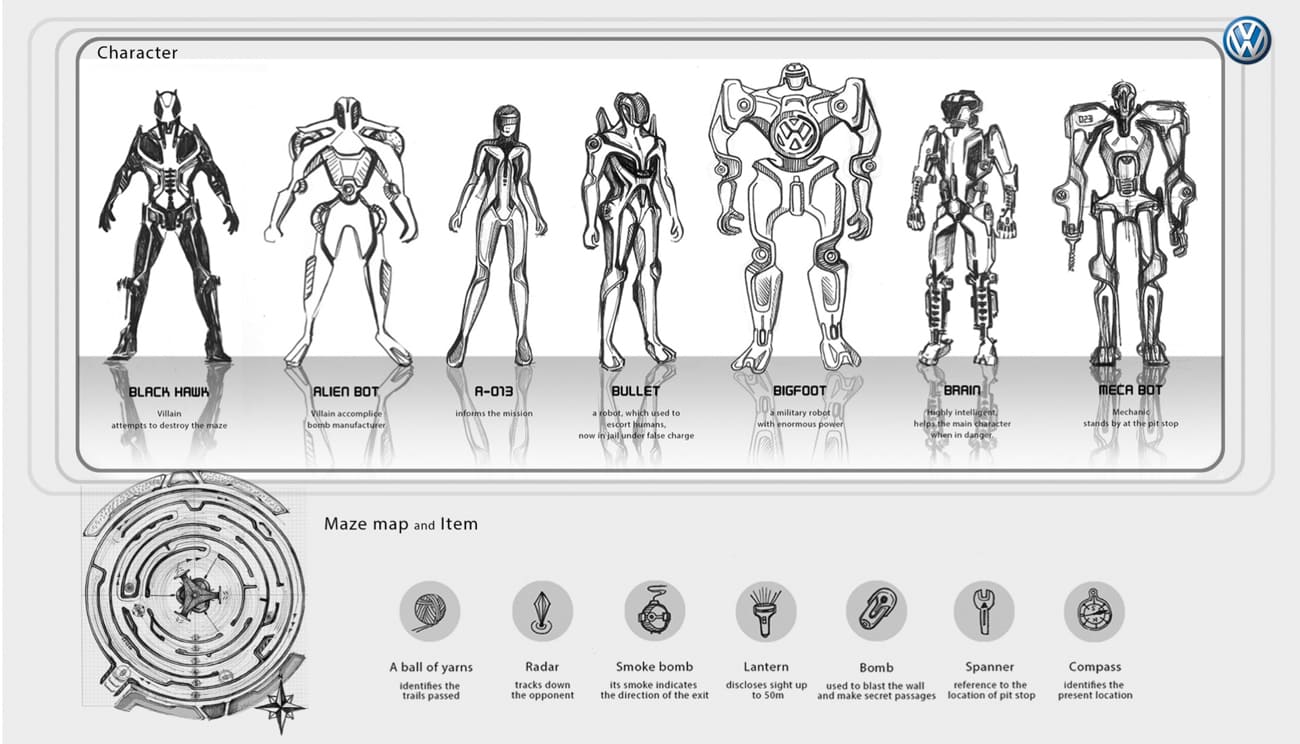 Character
BLACK HAWK
Villain
attempts to destroy the maze
ALIEN BOT
Villain accomplice
bomb manufacturer
A-013
informs the mission
BULLET
a robot, which used to
escort humans,
now in jail under false charge
BIGFOOT
a military robot
with enormous power
BRAIN
Highly intelligent,
helps the main character
when in danger
MECA BOT
Mechanic
stands by at the pit stop
023
Maze map and Item
A ball of yarns
identifies the
trails passed
Radar
tracks down
the opponent
Smoke bomb
its smoke indicates
the direction of the exit
Lantern
discloses sight up
to 50m
Bomb
used to blast the wall
and make secret passages
Spanner
reference to the
location of pit stop
Compass
identifies the
present location